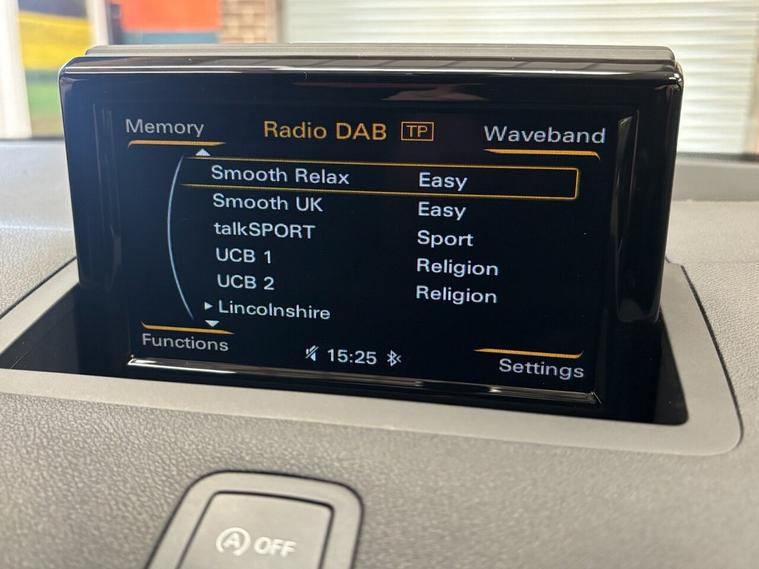 Memory Radio DAB TP Waveband
Smooth Relax Easy
Smooth UK Easy
talkSPORT Sport
UCB 1 Religion
UCB 2 Religion
Lincolnshire
Functions 15:25 Settings
A OFF